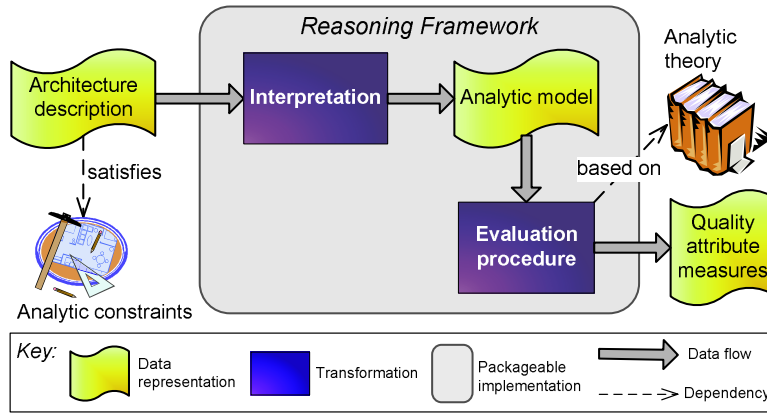 Reasoning Framework
Analytic
theory
Architecture
description
Interpretation
Analytic model
satisfies
based on
Evaluation
procedure
Quality
attribute
measures
Analytic constraints
Key:
Data
representation
Transformation
Packageable
implementation
Data flow
Dependency